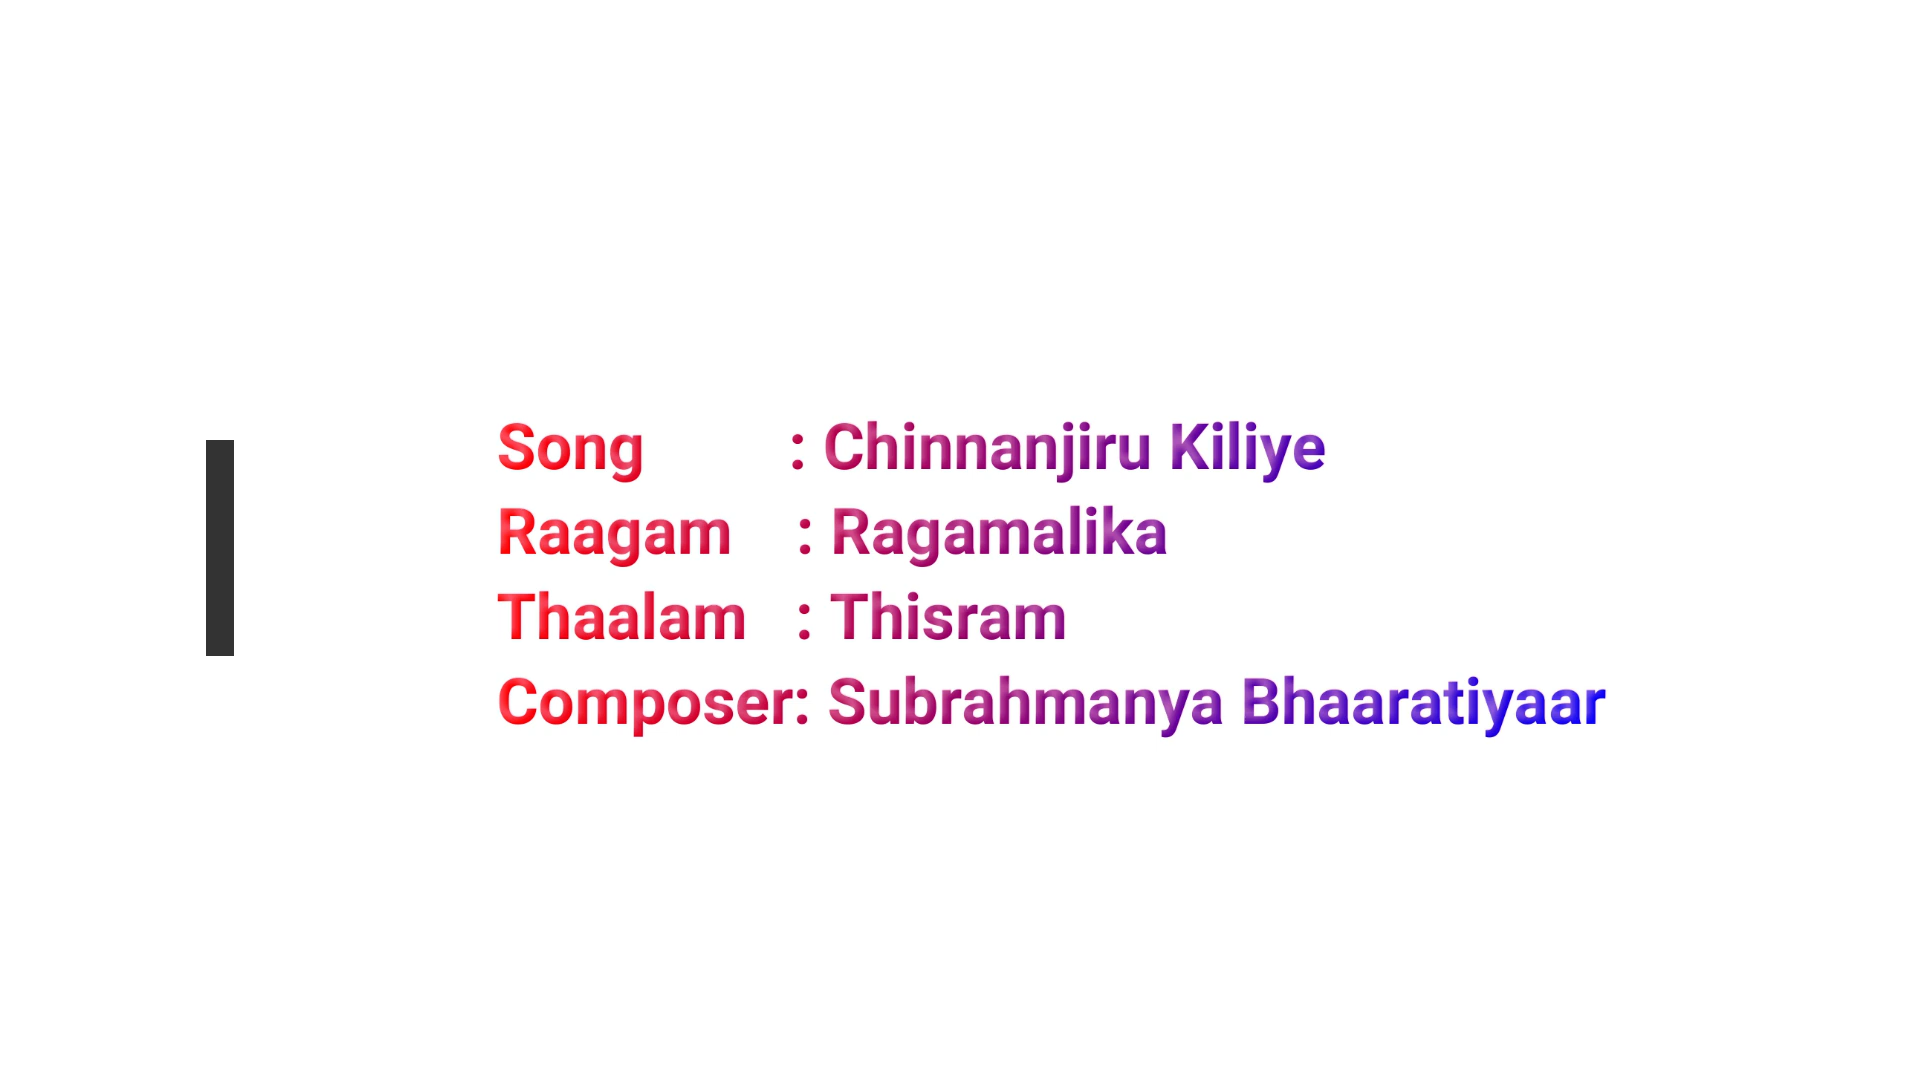 Song : Chinnanjiru Kiliye
Raagam : Ragamalika
Thaalam : Thisram
Composer: Subrahmanya Bhaaratiyaar